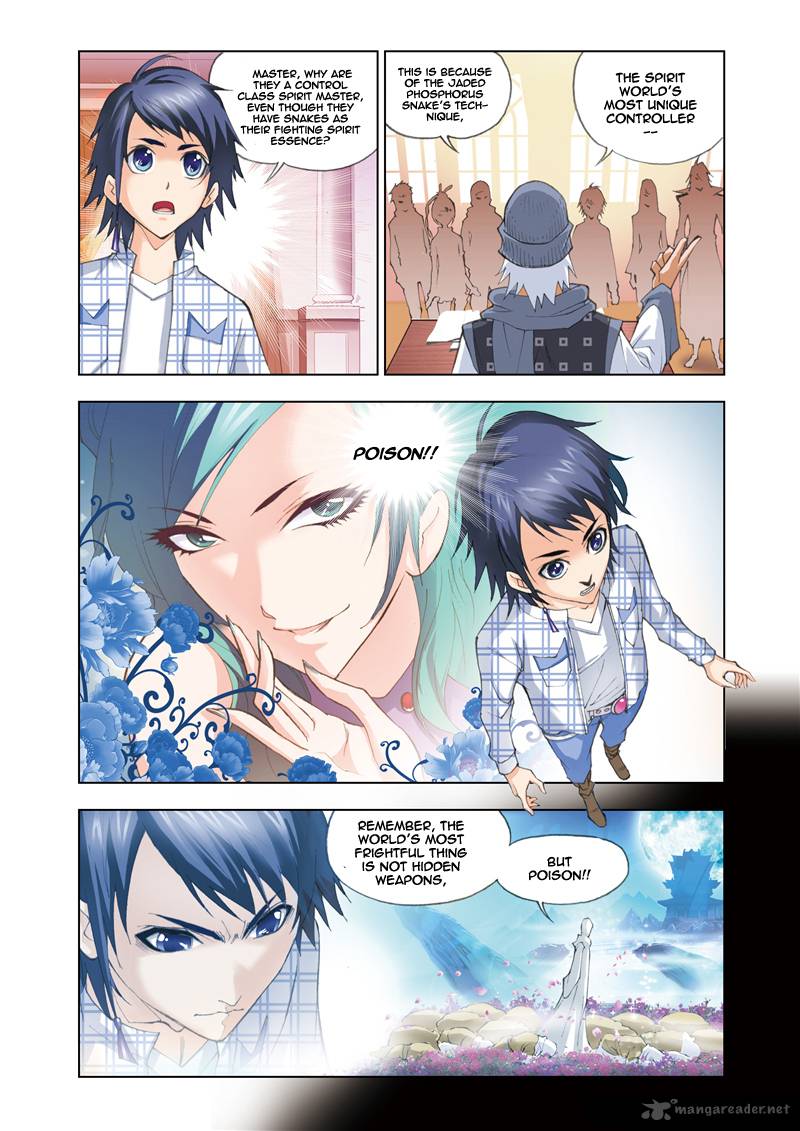 MASTER, WHY ARE
THEY A CONTROL
CLASS SPIRIT MASTER,
EVEN THOUGH THEY
HAVE SNAKES AS
THEIR FIGHTING SPIRIT
ESSENCE?
THIS IS BECAUSE
OF THE JADED
PHOSPHORUS
SNAKE'S TECH-
NIQUE,
THE SPIRIT
WORLD'S
MOST UNIQUE
CONTROLLER
--
POISON!!
REMEMBER, THE
WORLD'S MOST
FRIGHTFUL THING
IS NOT HIDDEN
WEAPONS,
BUT
POISON!!
mangareader.net